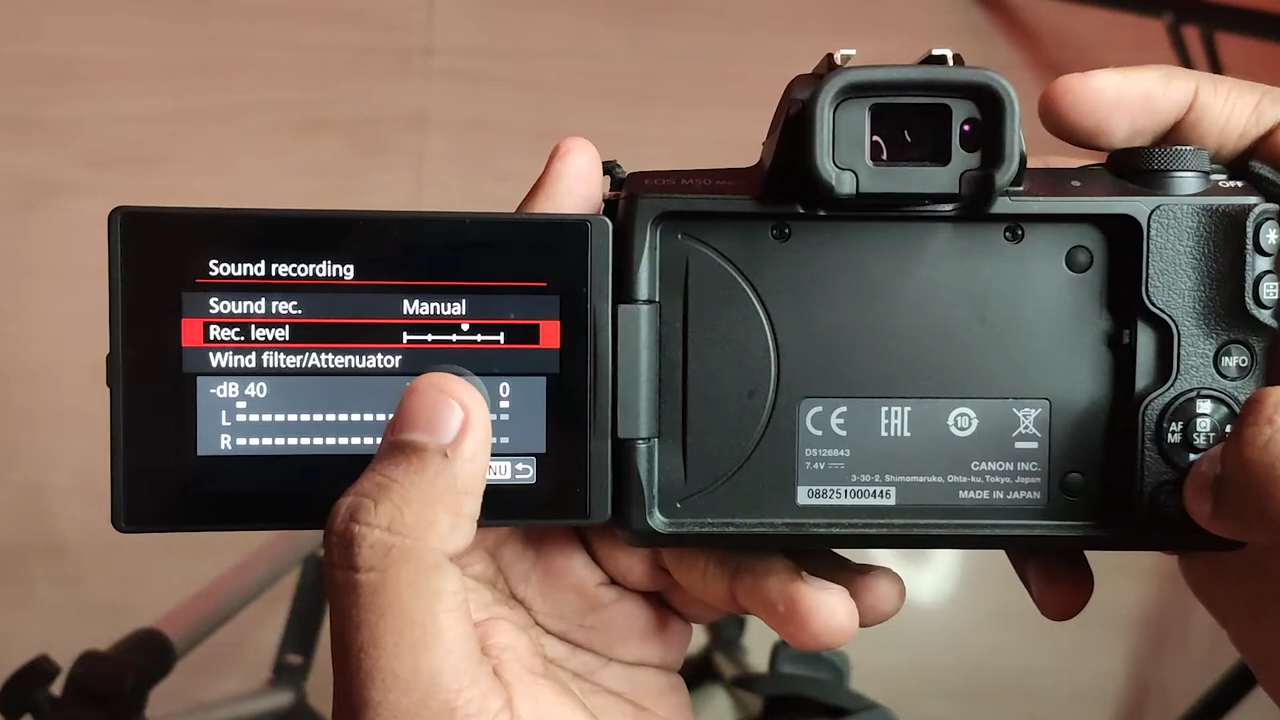 EOS M50
OFF
Sound recording
Sound rec. Manual
Rec. level
Wind filter/Attenuator
-dB 40 0
L
R
NU
INFO
AF
MF
SET
CE EAC 10
DS126843
7.4V
CANON INC.
3-30-2, Shimomaruko, Ohta-ku, Tokyo, Japan
088251000446 MADE IN JAPAN